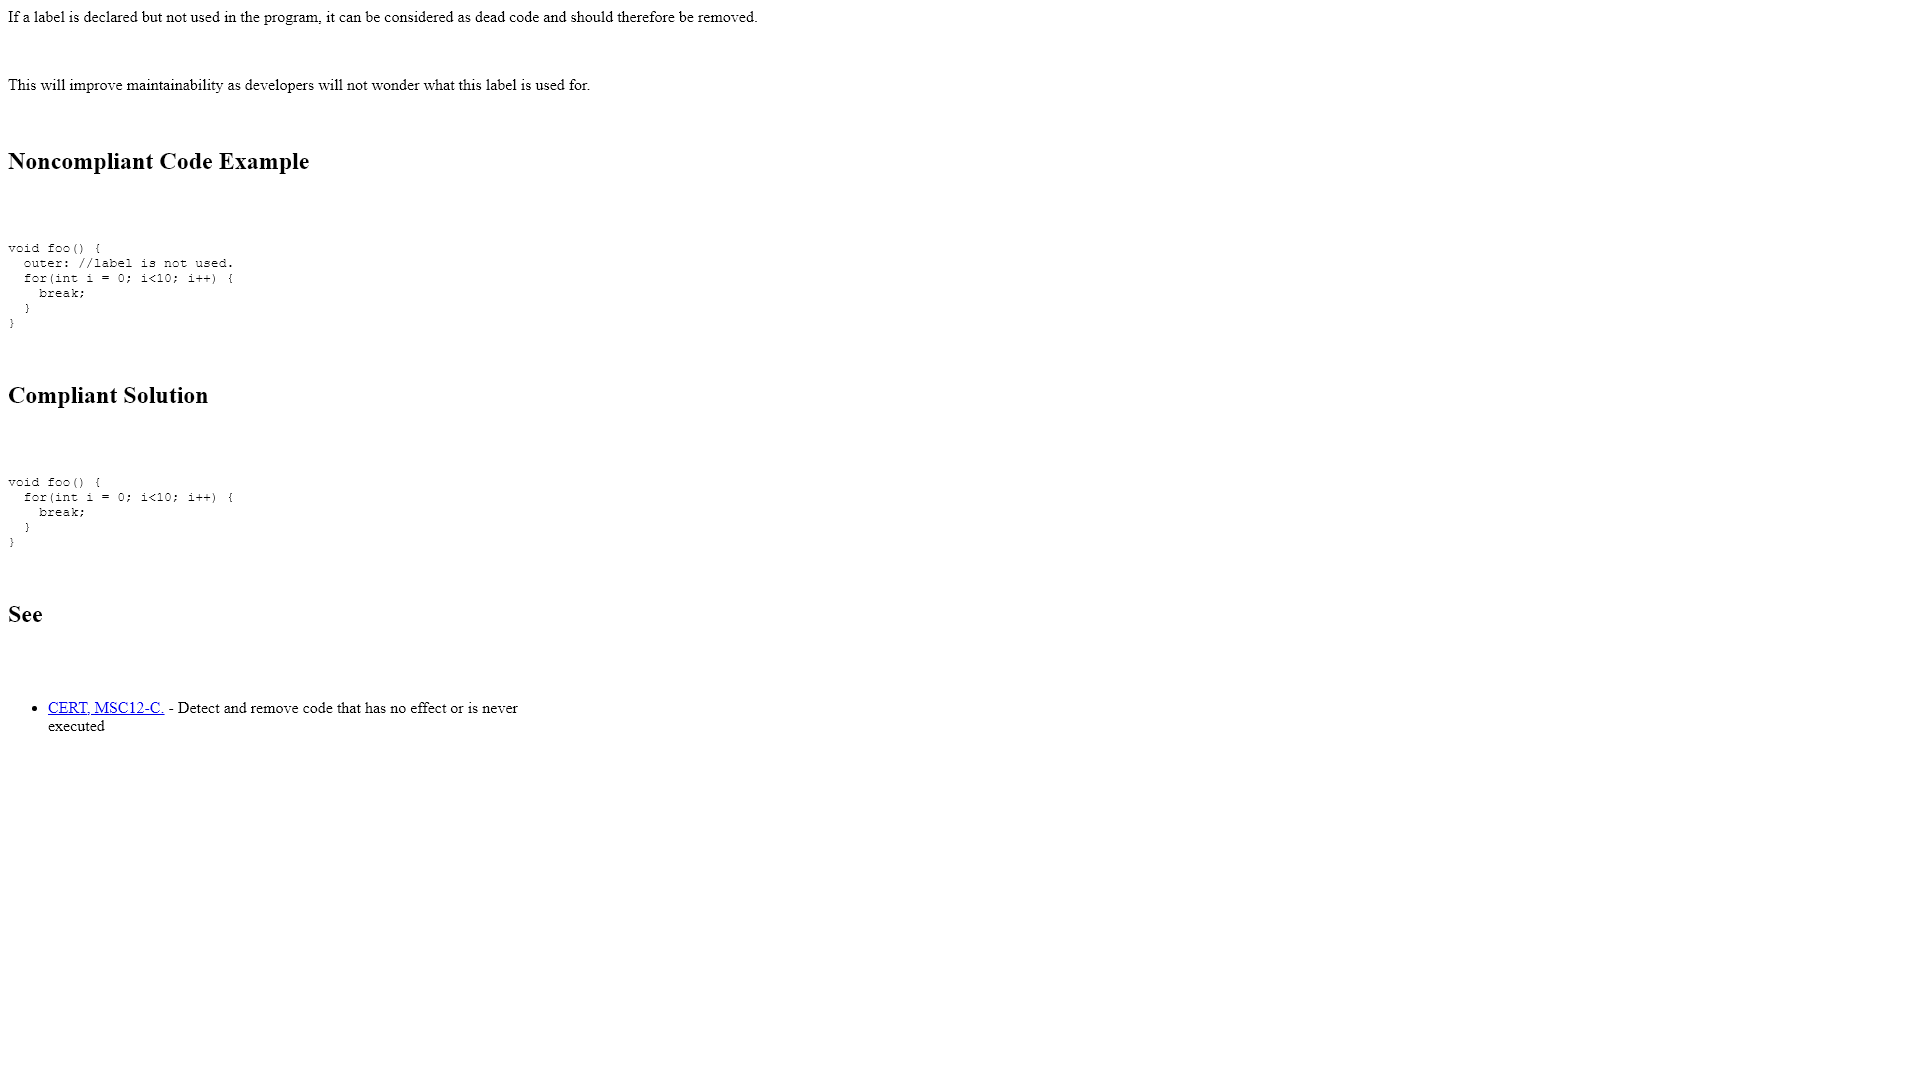 If a label is declared but not used in the program, it can be considered as dead code and should therefore be removed.
This will improve maintainability as developers will not wonder what this label is used for.
Noncompliant Code Example
void foo() {
  outer: //label is not used.
  for(int i = 0; i<10; i++) {
    break;
  }
}
Compliant Solution
void foo() {
  for(int i = 0; i<10; i++) {
    break;
  }
}
See
• CERT, MSC12-C. - Detect and remove code that has no effect or is never
executed